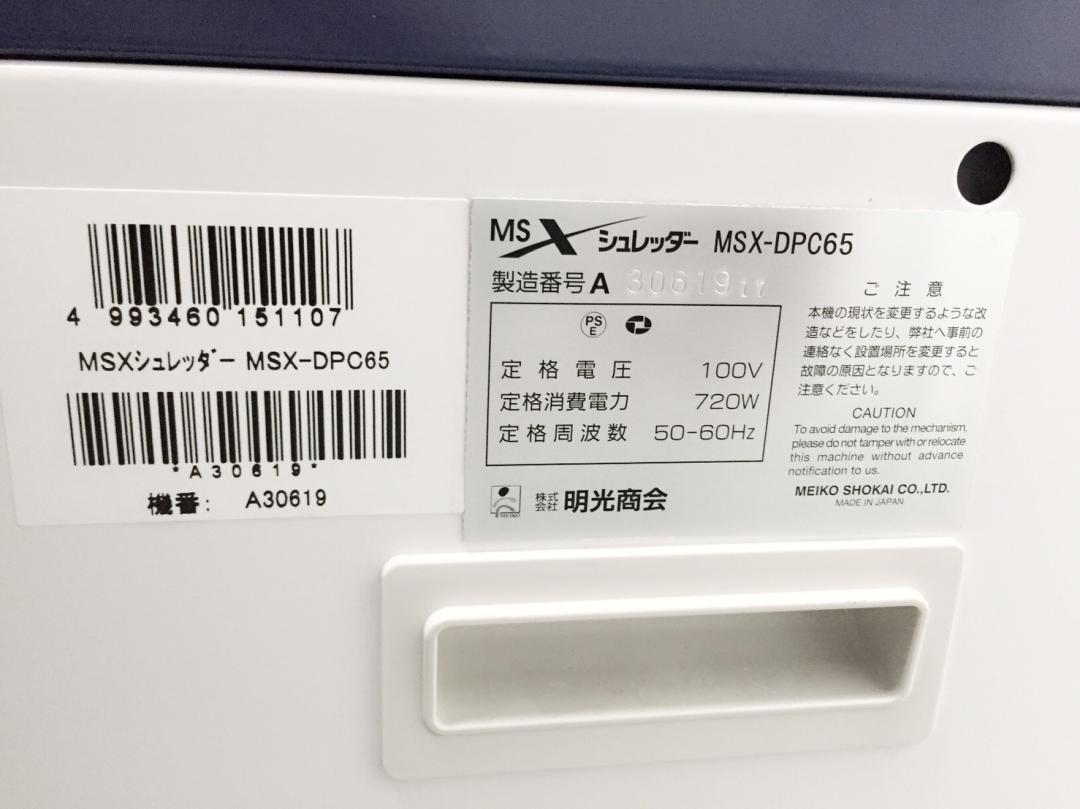 4 993460 151107
MSXシュレッダー MSX-DPC65
*A30619*
機番: A30619
MSX シュレッダー MSX-DPC65
製造番号 A 30619
PS
E
定格電圧 100V
定格消費電力 720W
定格周波数 50-60Hz
株式会社 明光商会
ご注意
本機の現状を変更するような改
造などをしたり、弊社へ事前の
連絡なく設置場所を変更すると
故障の原因となりますので、ご
注意ください。
CAUTION
To avoid damage to the mechanism,
please do not tamper with or relocate
this machine without advance
notification to us.
MEIKO SHOKAI CO.,LTD.
MADE IN JAPAN